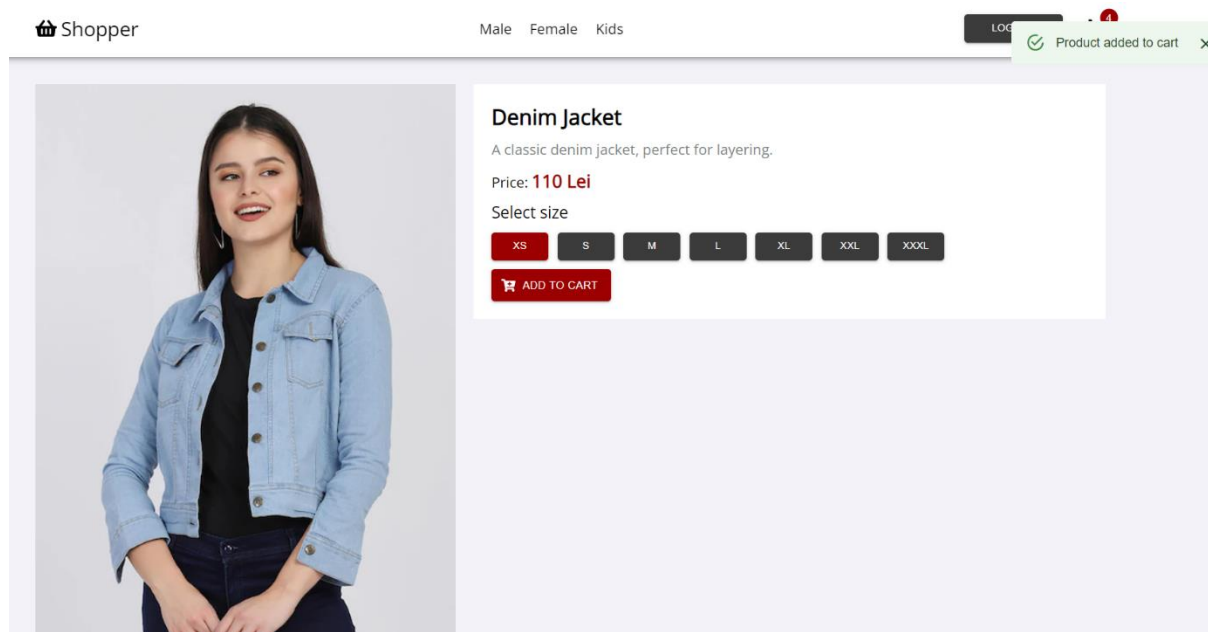 Shopper
Male Female Kids
4
Product added to cart
Denim Jacket
A classic denim jacket, perfect for layering.
Price: 110 Lei
Select size
XS S M L XL XXL XXXL
ADD TO CART